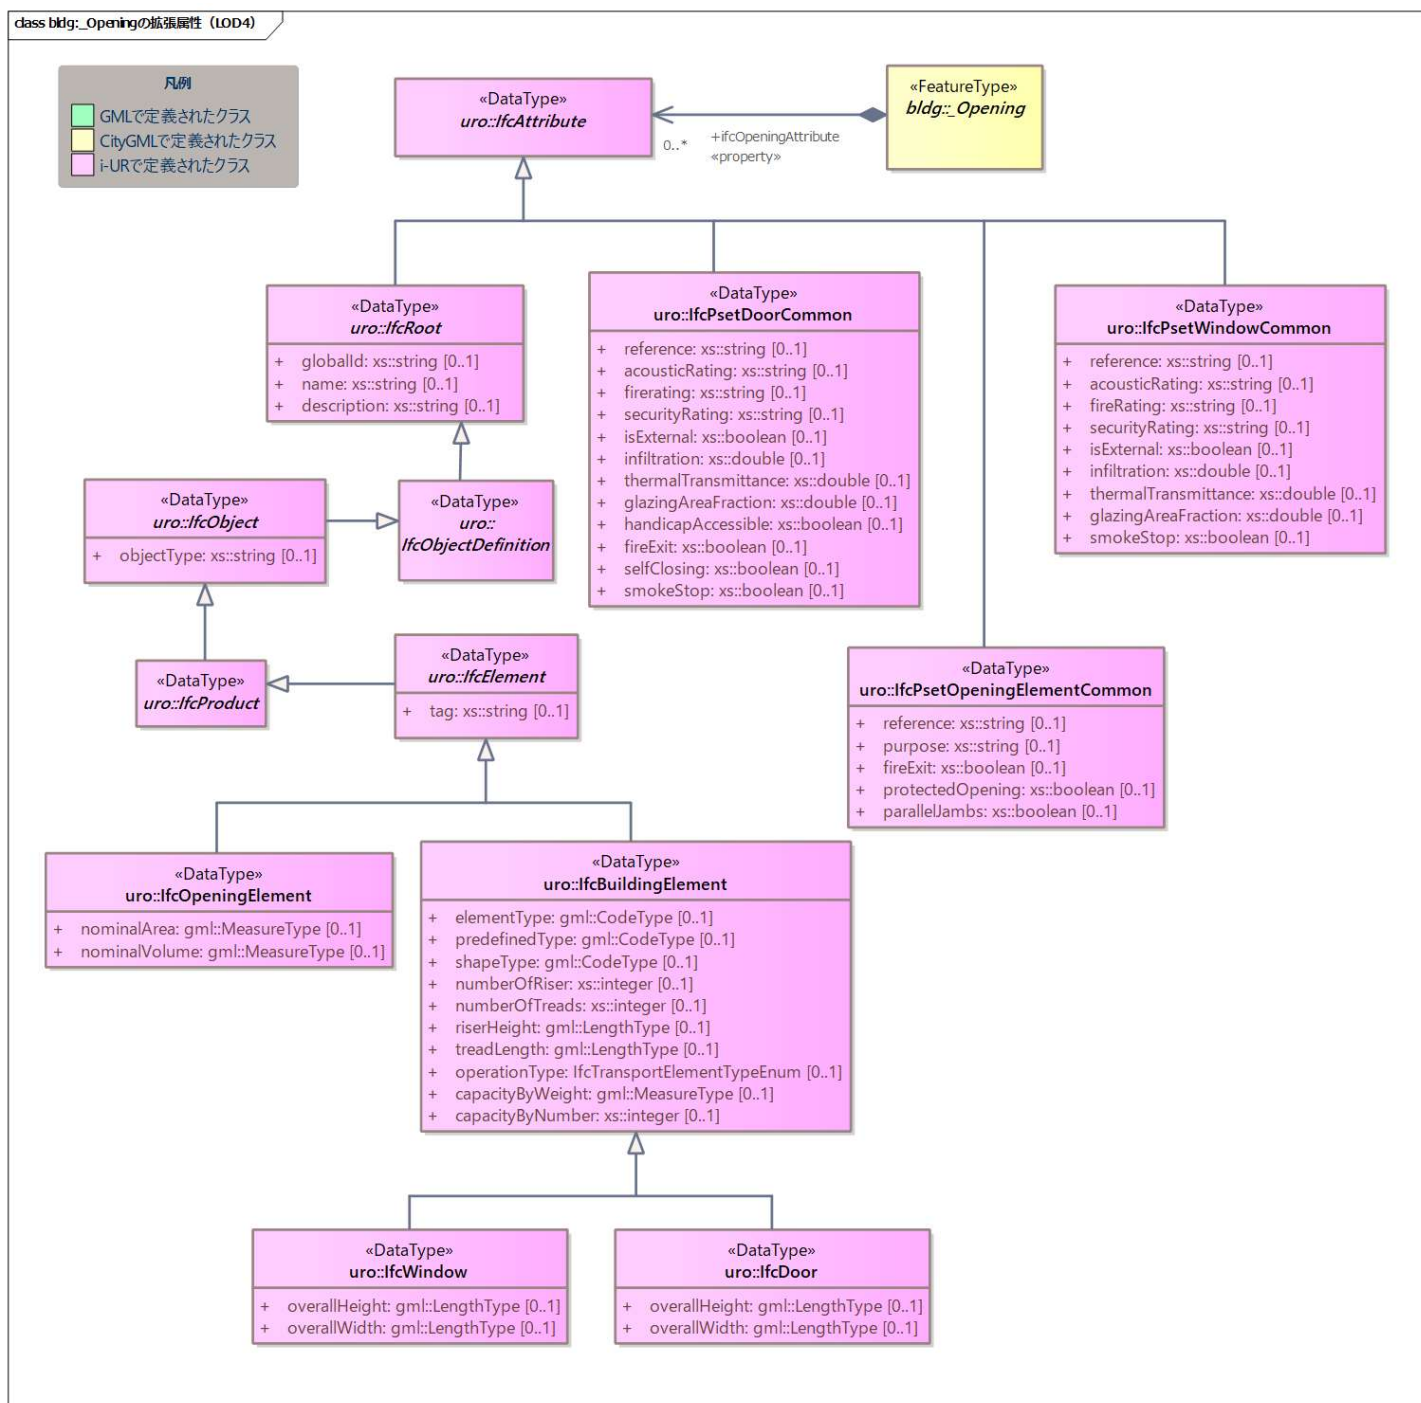 class bldg::_Openingの拡張属性（LOD4）
凡例
GMLで定義されたクラス
CityGMLで定義されたクラス
i-URで定義されたクラス
«DataType»
uro::IfcAttribute
0..*
+ifcOpeningAttribute
«property»
«FeatureType»
bldg::_Opening
«DataType»
uro::IfcRoot
+ globalId: xs::string [0..1]
+ name: xs::string [0..1]
+ description: xs::string [0..1]
«DataType»
uro::IfcPsetDoorCommon
+ reference: xs::string [0..1]
+ acousticRating: xs::string [0..1]
+ firerating: xs::string [0..1]
+ securityRating: xs::string [0..1]
+ isExternal: xs::boolean [0..1]
+ infiltration: xs::double [0..1]
+ thermalTransmittance: xs::double [0..1]
+ glazingAreaFraction: xs::double [0..1]
+ handicapAccessible: xs::boolean [0..1]
+ fireExit: xs::boolean [0..1]
+ selfClosing: xs::boolean [0..1]
+ smokeStop: xs::boolean [0..1]
«DataType»
uro::IfcPsetWindowCommon
+ reference: xs::string [0..1]
+ acousticRating: xs::string [0..1]
+ fireRating: xs::string [0..1]
+ securityRating: xs::string [0..1]
+ isExternal: xs::boolean [0..1]
+ infiltration: xs::double [0..1]
+ thermalTransmittance: xs::double [0..1]
+ glazingAreaFraction: xs::double [0..1]
+ smokeStop: xs::boolean [0..1]
«DataType»
uro::IfcObject
+ objectType: xs::string [0..1]
«DataType»
uro::
IfcObjectDefinition
«DataType»
uro::IfcProduct
«DataType»
uro::IfcElement
+ tag: xs::string [0..1]
«DataType»
uro::IfcPsetOpeningElementCommon
+ reference: xs::string [0..1]
+ purpose: xs::string [0..1]
+ fireExit: xs::boolean [0..1]
+ protectedOpening: xs::boolean [0..1]
+ parallelJambs: xs::boolean [0..1]
«DataType»
uro::IfcOpeningElement
+ nominalArea: gml::MeasureType [0..1]
+ nominalVolume: gml::MeasureType [0..1]
«DataType»
uro::IfcBuildingElement
+ elementType: gml::CodeType [0..1]
+ predefinedType: gml::CodeType [0..1]
+ shapeType: gml::CodeType [0..1]
+ numberOfRiser: xs::integer [0..1]
+ numberOfTreads: xs::integer [0..1]
+ riserHeight: gml::LengthType [0..1]
+ treadLength: gml::LengthType [0..1]
+ operationType: IfcTransportElementTypeEnum [0..1]
+ capacityByWeight: gml::MeasureType [0..1]
+ capacityByNumber: xs::integer [0..1]
«DataType»
uro::IfcWindow
+ overallHeight: gml::LengthType [0..1]
+ overallWidth: gml::LengthType [0..1]
«DataType»
uro::IfcDoor
+ overallHeight: gml::LengthType [0..1]
+ overallWidth: gml::LengthType [0..1]